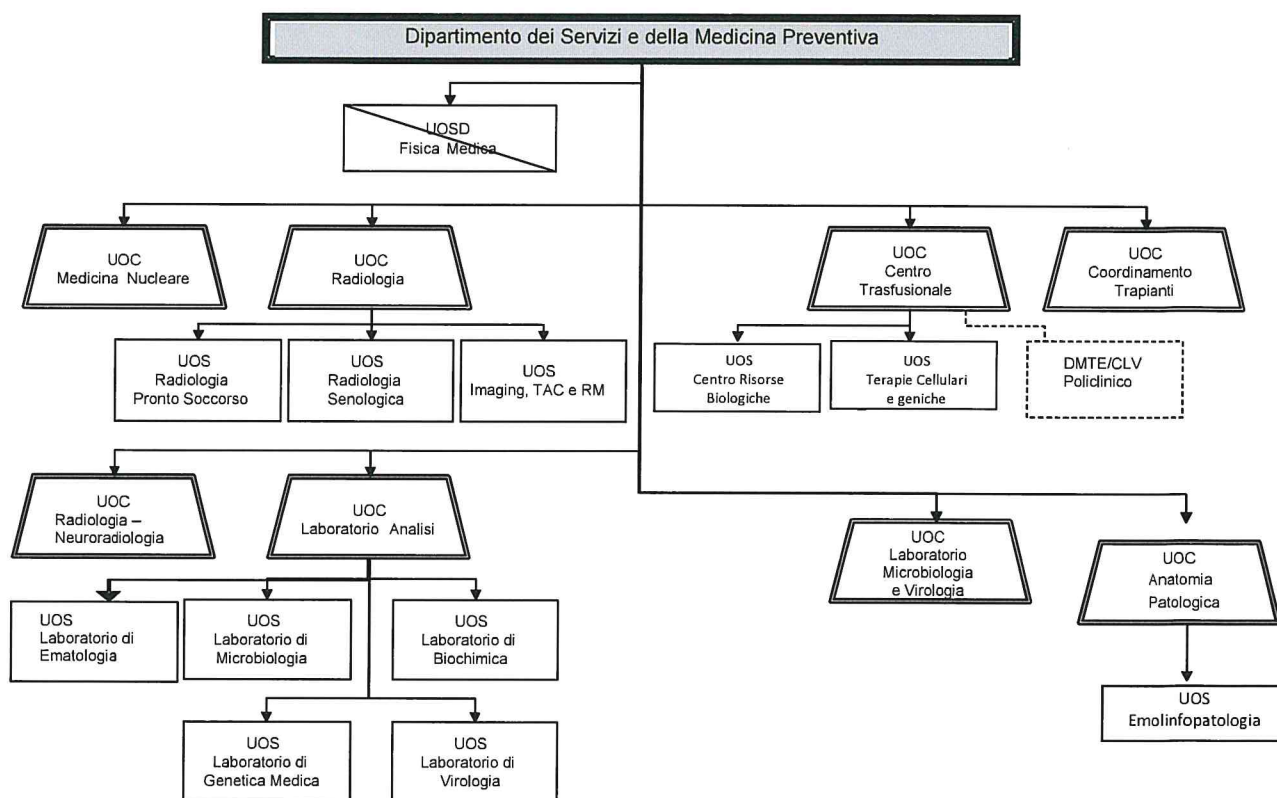 Dipartimento dei Servizi e della Medicina Preventiva
UOSD
Fisica Medica
UOC
Medicina Nucleare
UOC
Radiologia
UOC
Centro
Trasfusionale
UOC
Coordinamento
Trapianti
UOS
Radiologia
Pronto Soccorso
UOS
Radiologia
Senologica
UOS
Imaging, TAC e RM
UOS
Centro Risorse
Biologiche
UOS
Terapie Cellulari
e geniche
DMTE/CLV
Policlinico
UOC
Radiologia –
Neuroradiologia
UOC
Laboratorio Analisi
UOC
Laboratorio
Microbiologia
e Virologia
UOC
Anatomia
Patologica
UOS
Laboratorio di
Ematologia
UOS
Laboratorio di
Microbiologia
UOS
Laboratorio di
Biochimica
UOS
Emolinfopatologia
UOS
Laboratorio di
Genetica Medica
UOS
Laboratorio di
Virologia